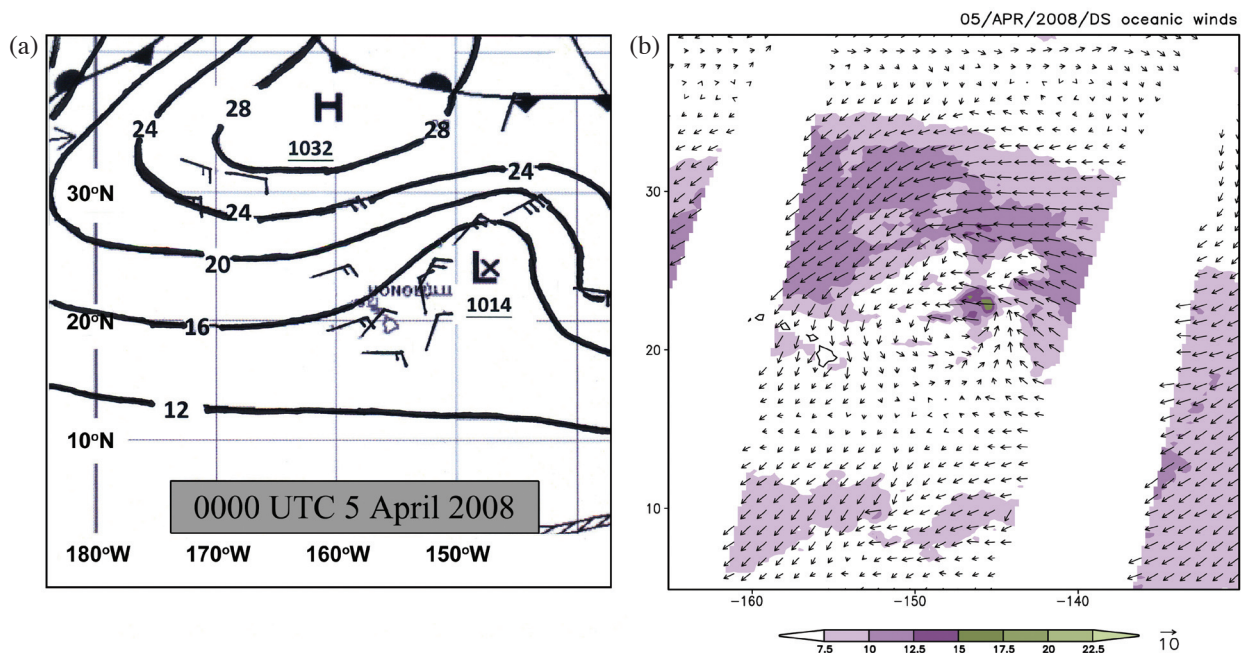 05/APR/2008/DS oceanic winds
(a)
(b)
28
H
28
24
1032
24
30°N
24
20
L
×
HONOLULU
1014
16
20°N
12
10°N
0000 UTC 5 April 2008
180°W 170°W 160°W 150°W
30
20
10
−160 −150 −140
7.5 10 12.5 15 17.5 20 22.5
10